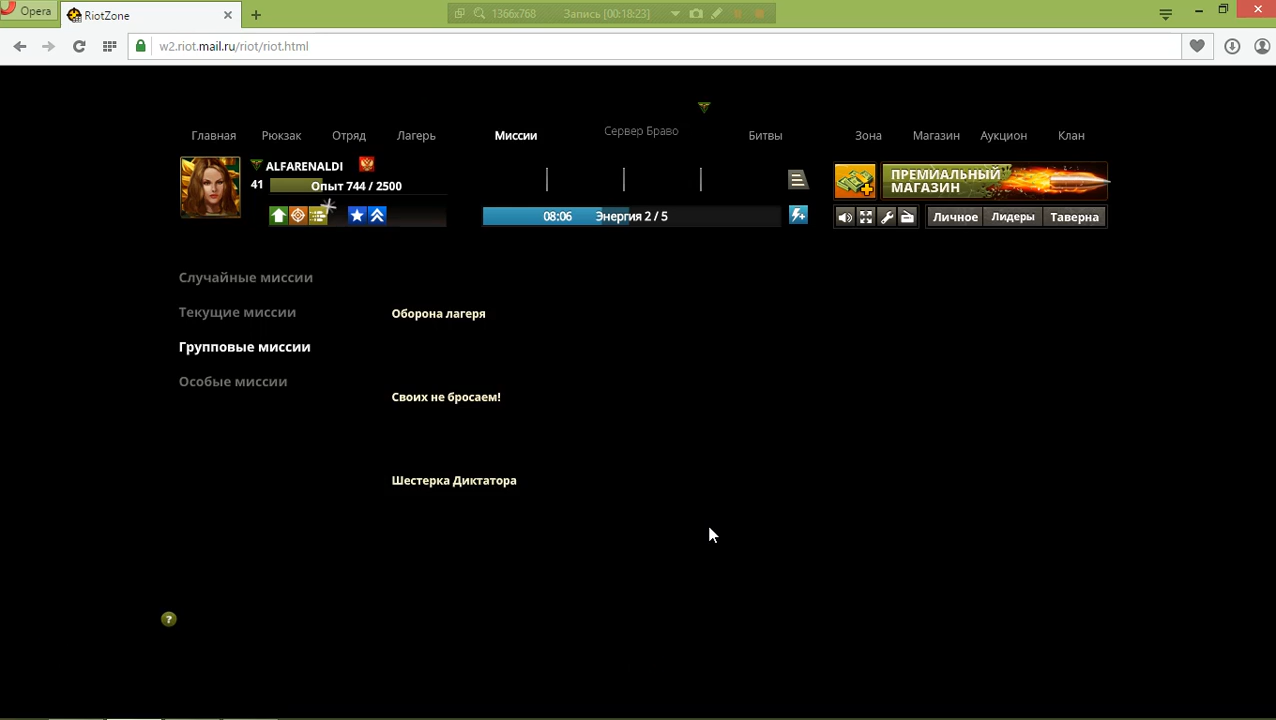 Opera
RiotZone
1366x768
Запись [00:18:23]
w2.riot.mail.ru/riot/riot.html
Главная
Рюкзак
Отряд
Лагерь
Миссии
Сервер Браво
Битвы
Зона
Магазин
Аукцион
Клан
ALFARENALDI
41
Опыт 744 / 2500
ПРЕМИАЛЬНЫЙ
МАГАЗИН
08:06
Энергия 2 / 5
Личное
Лидеры
Таверна
Случайные миссии
Текущие миссии
Групповые миссии
Особые миссии
Оборона лагеря
Своих не бросаем!
Шестерка Диктатора
?